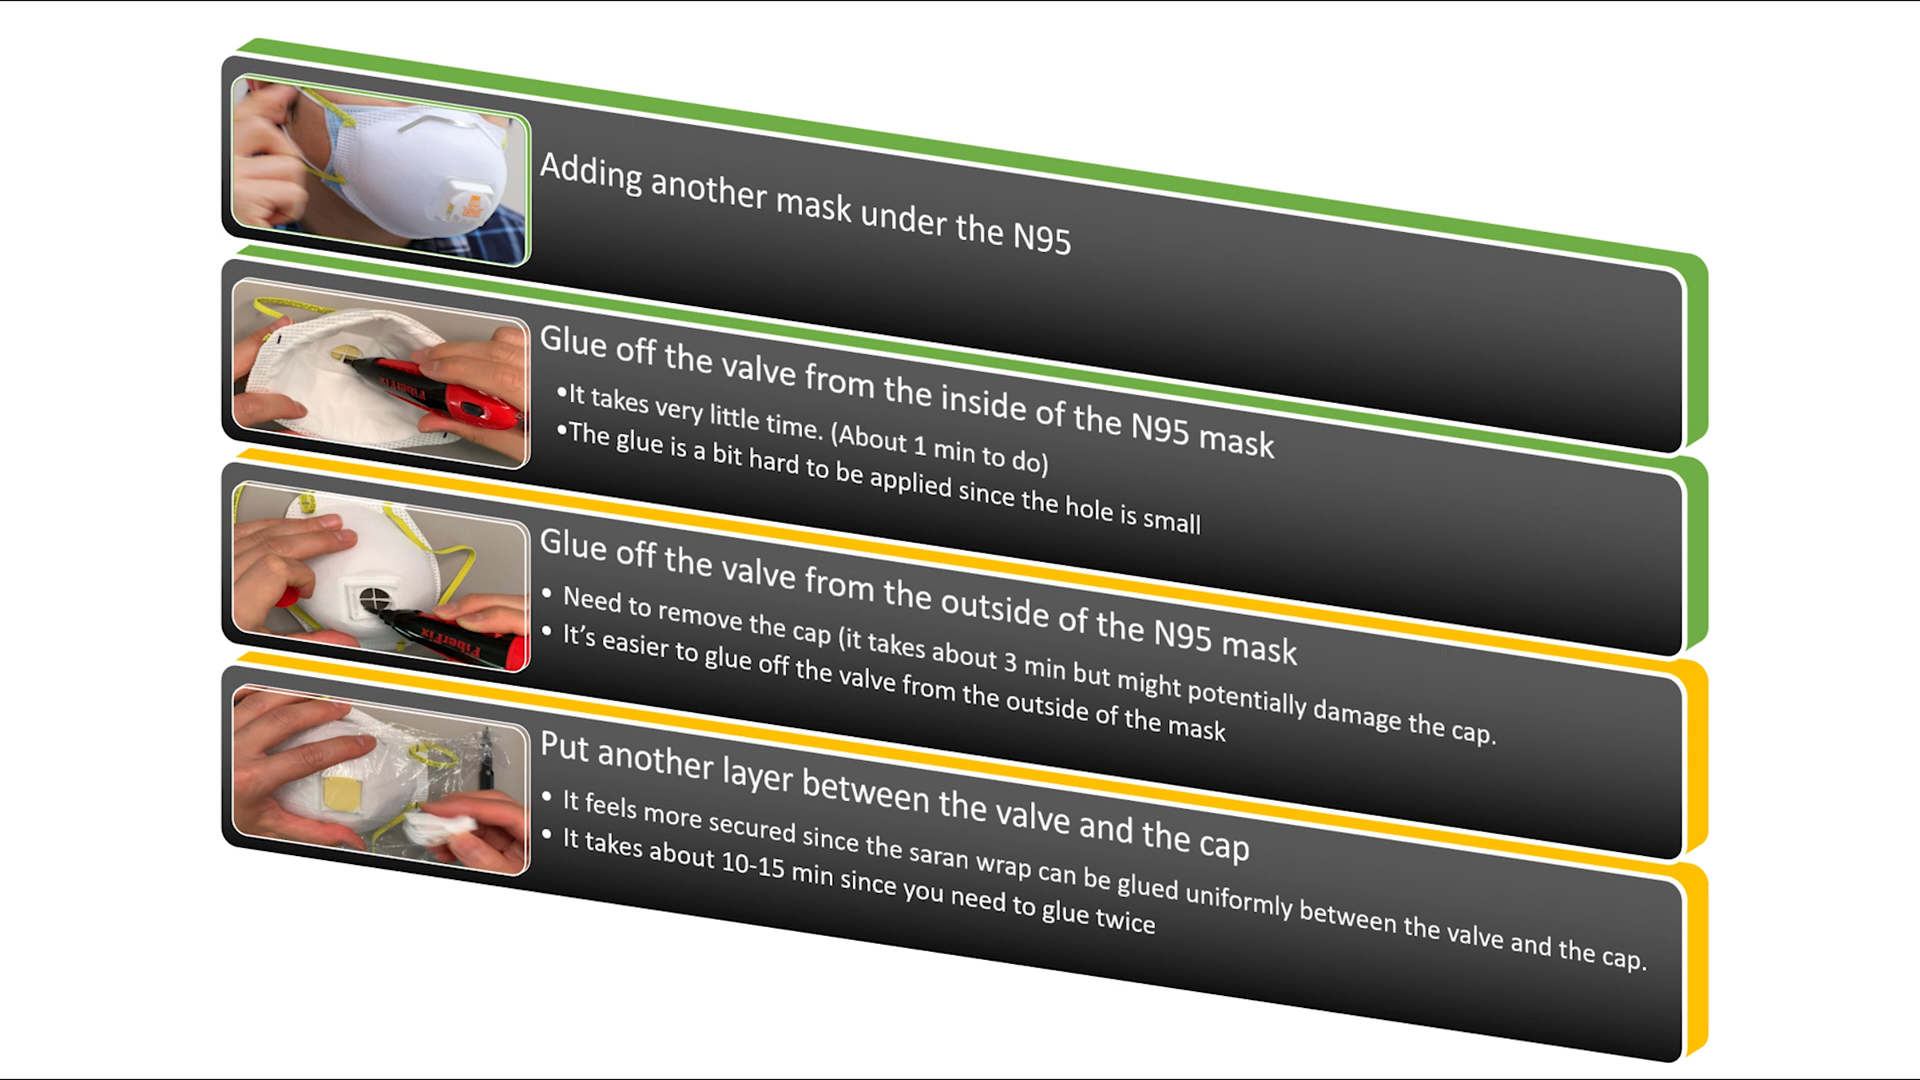 Adding another mask under the N95
Glue off the valve from the inside of the N95 mask
•It takes very little time. (About 1 min to do)
•The glue is a bit hard to be applied since the hole is small
FiberFix
Glue off the valve from the outside of the N95 mask
• Need to remove the cap (it takes about 3 min but might potentially damage the cap.
• It’s easier to glue off the valve from the outside of the mask
FiberFix
Put another layer between the valve and the cap
• It feels more secured since the saran wrap can be glued uniformly between the valve and the cap.
• It takes about 10-15 min since you need to glue twice